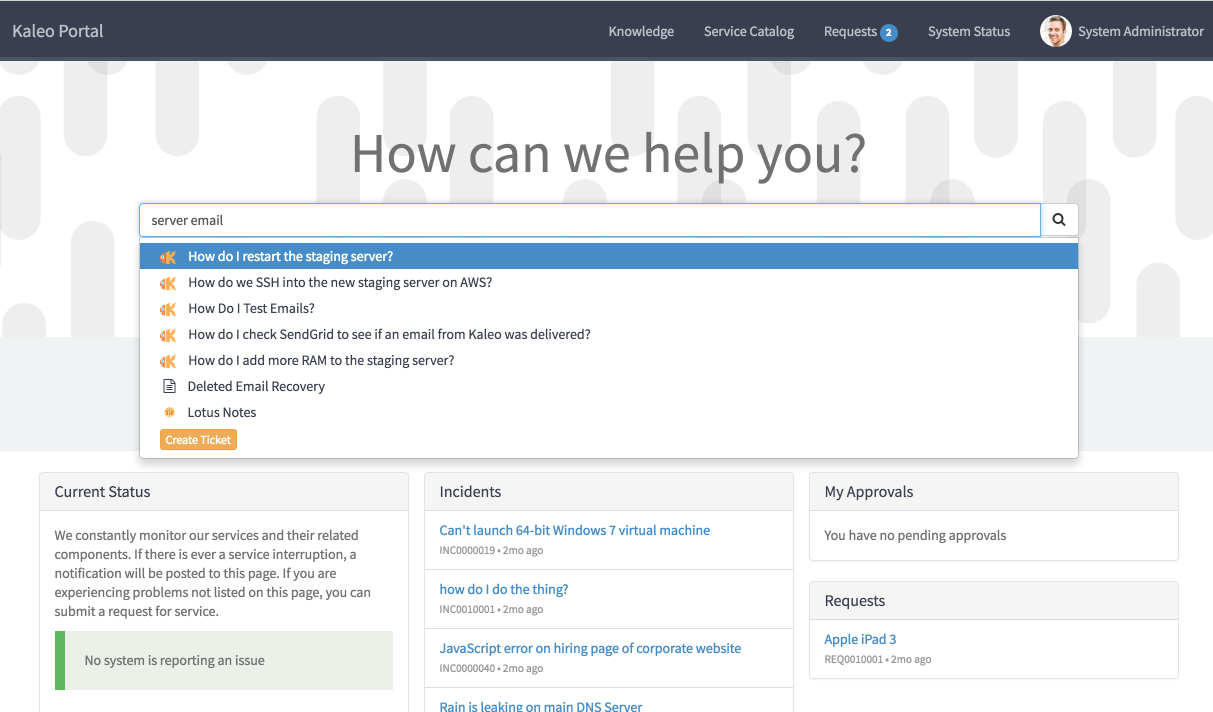 Kaleo Portal
Knowledge
Service Catalog
Requests 2
System Status
System Administrator
How can we help you?
server email
How do I restart the staging server?
How do we SSH into the new staging server on AWS?
How Do I Test Emails?
How do I check SendGrid to see if an email from Kaleo was delivered?
How do I add more RAM to the staging server?
Deleted Email Recovery
Lotus Notes
Create Ticket
Current Status
We constantly monitor our services and their related
components. If there is ever a service interruption, a
notification will be posted to this page. If you are
experiencing problems not listed on this page, you can
submit a request for service.
No system is reporting an issue
Incidents
Can't launch 64-bit Windows 7 virtual machine
INC0000019 • 2mo ago
how do I do the thing?
INC0010001 • 2mo ago
JavaScript error on hiring page of corporate website
INC0000040 • 2mo ago
Rain is leaking on main DNS Server
My Approvals
You have no pending approvals
Requests
Apple iPad 3
REQ0010001 • 2mo ago